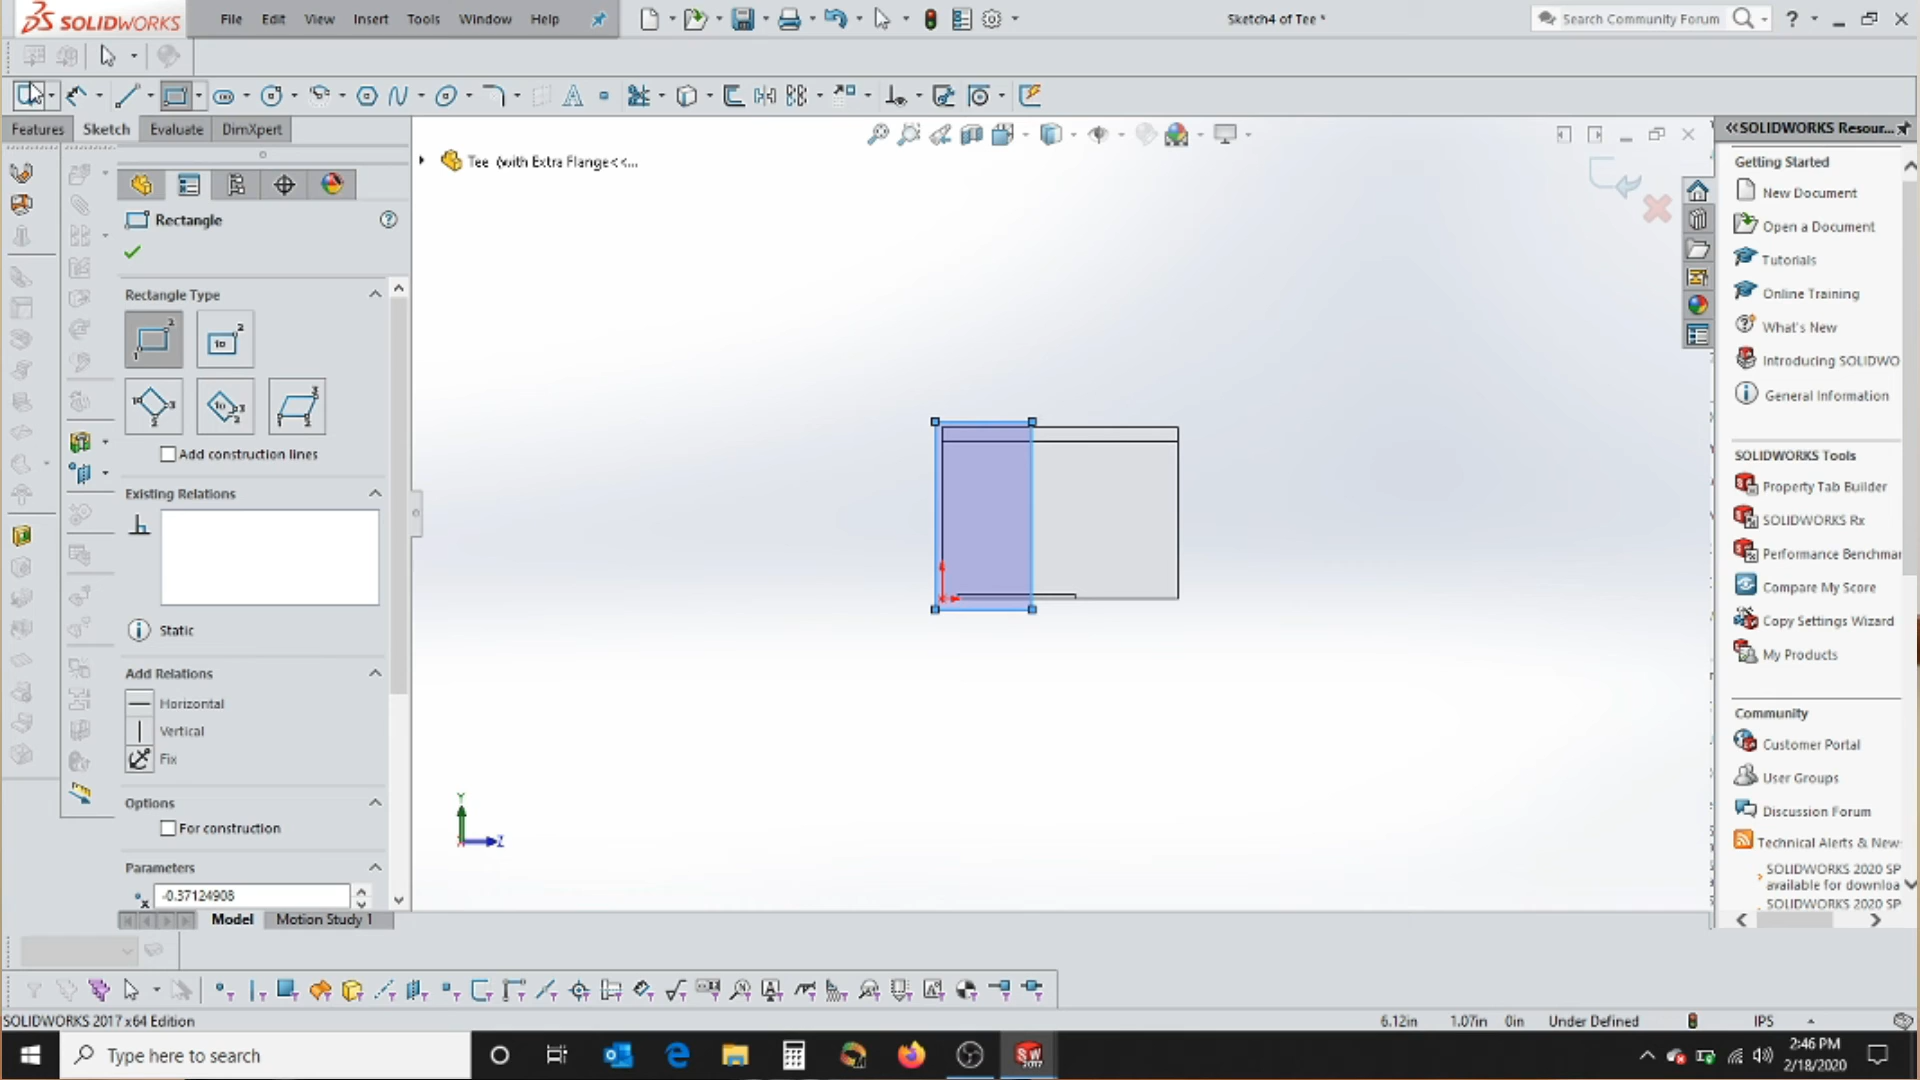 SOLIDWORKS File Edit View Insert Tools Window Help Sketch4 of Tee * Search Community Forum
Features Sketch Evaluate DimXpert
Rectangle
Rectangle Type
Add construction lines
Existing Relations
Static
Add Relations
Horizontal
Vertical
Fix
Options
For construction
Parameters
-0.37124908
Model Motion Study 1
Tee (with Extra Flange<<...
Y
Z
SOLIDWORKS Resour...
Getting Started
New Document
Open a Document
Tutorials
Online Training
What's New
Introducing SOLIDWO
General Information
SOLIDWORKS Tools
Property Tab Builder
SOLIDWORKS Rx
Performance Benchmar
Compare My Score
Copy Settings Wizard
My Products
Community
Customer Portal
User Groups
Discussion Forum
Technical Alerts & New
SOLIDWORKS 2020 SP
available for downloa
SOLIDWORKS 2020 SP
SOLIDWORKS 2017 x64 Edition 6.12in 1.07in 0in Under Defined IPS
Type here to search
2:46 PM
2/18/2020